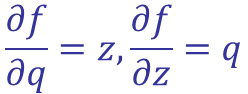 ∂f/∂q = z, ∂f/∂z = q